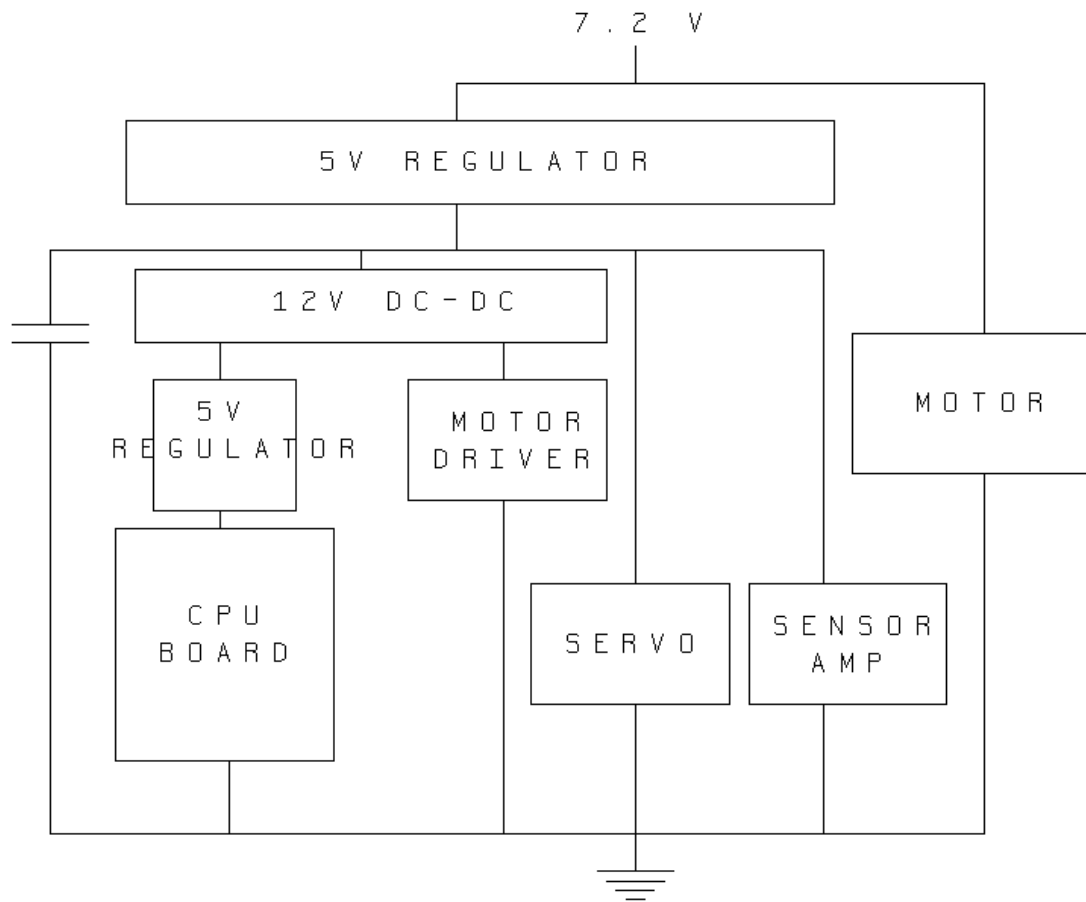 7.2 V
5V REGULATOR
12V DC-DC
5V
REGULATOR
MOTOR
DRIVER
MOTOR
CPU
BOARD
SERVO
SENSOR
AMP